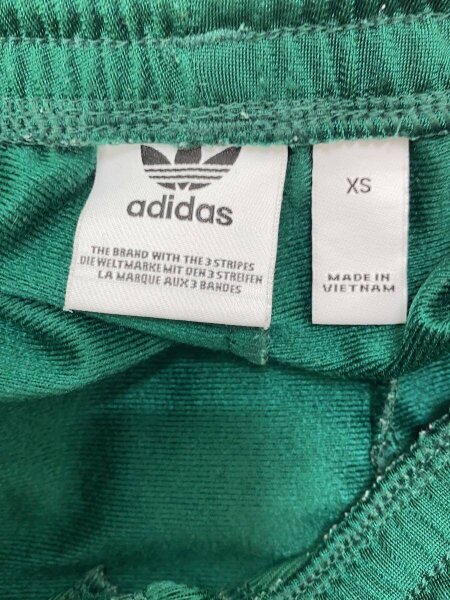 adidas
THE BRAND WITH THE 3 STRIPES
DIE WELTMARKE MIT DEN 3 STREIFEN
LA MARQUE AUX 3 BANDES
XS
MADE IN
VIETNAM